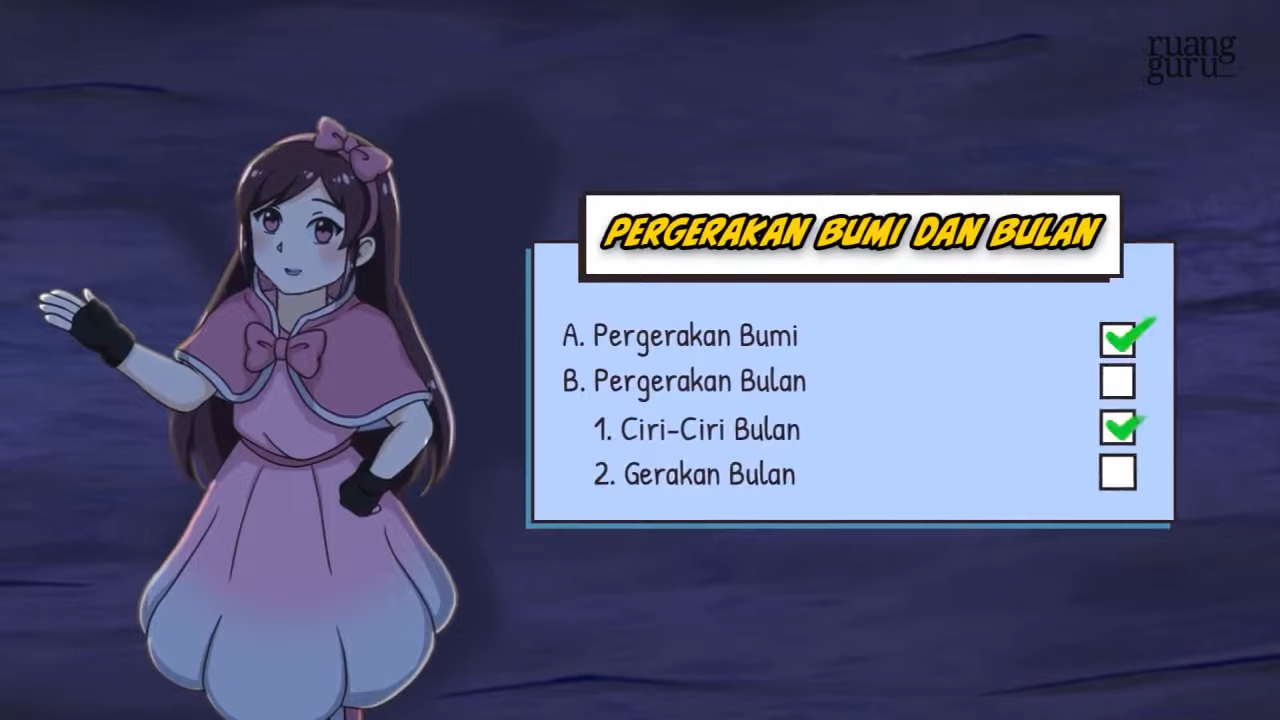 ruang
guru
PERGERAKAN BUMI DAN BULAN
A. Pergerakan Bumi
B. Pergerakan Bulan
1. Ciri-Ciri Bulan
2. Gerakan Bulan